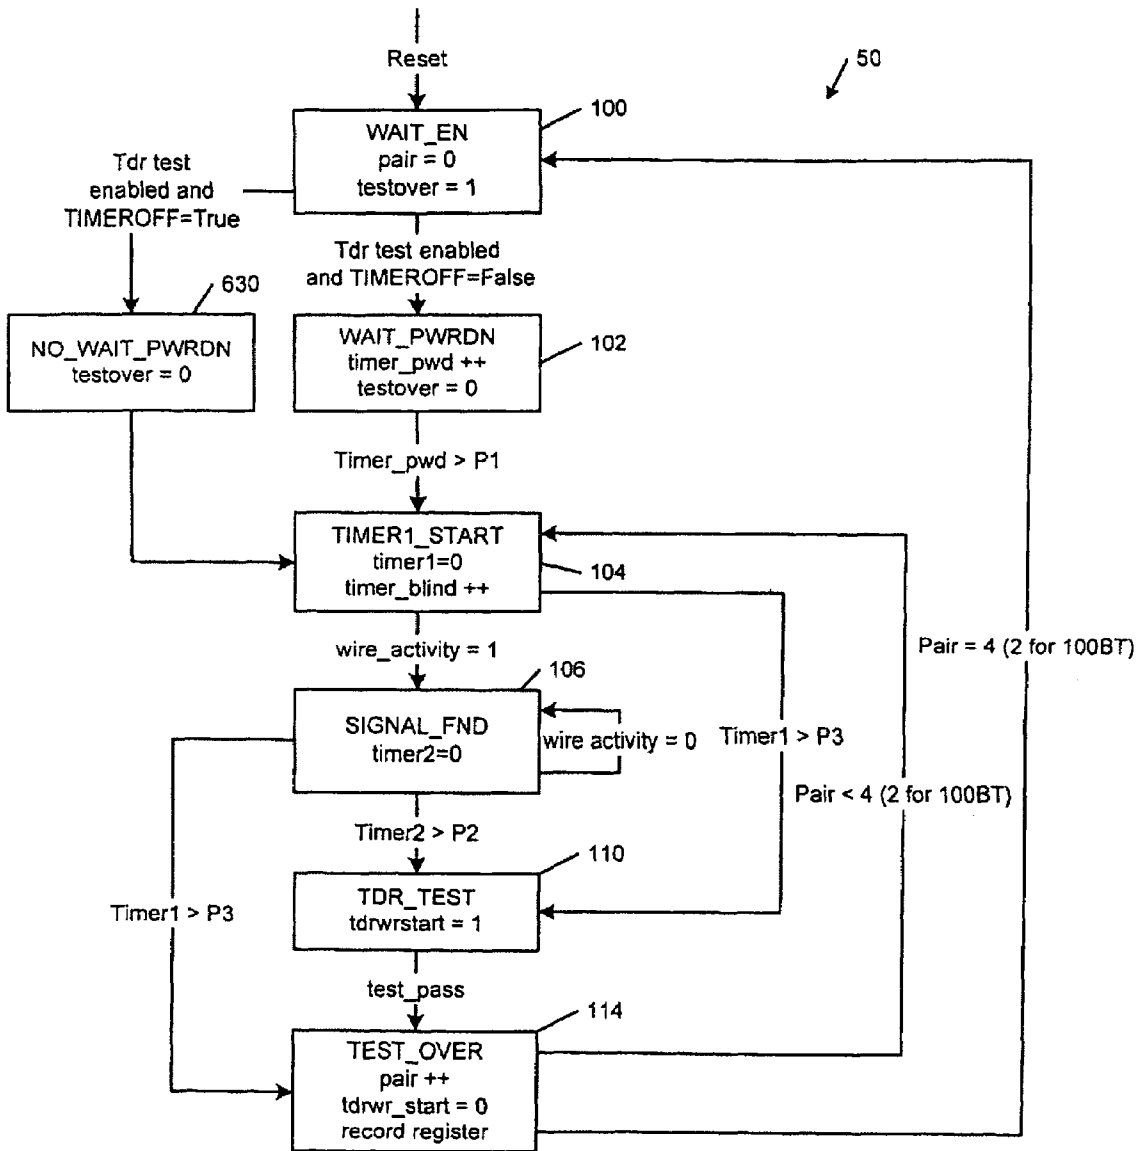 Reset
50
100
WAIT_EN
pair = 0
testover = 1
Tdr test
enabled and
TIMEROFF=True
Tdr test enabled
and TIMEROFF=False
630
NO_WAIT_PWRDN
testover = 0
WAIT_PWRDN
timer_pwd ++
testover = 0
102
Timer_pwd > P1
TIMER1_START
timer1=0
timer_blind ++
104
wire_activity = 1
106
SIGNAL_FND
timer2=0
wire activity = 0
Timer1 > P3
Pair = 4 (2 for 100BT)
Pair < 4 (2 for 100BT)
Timer2 > P2
110
TDR_TEST
tdrwrstart = 1
Timer1 > P3
test_pass
114
TEST_OVER
pair ++
tdrwr_start = 0
record register